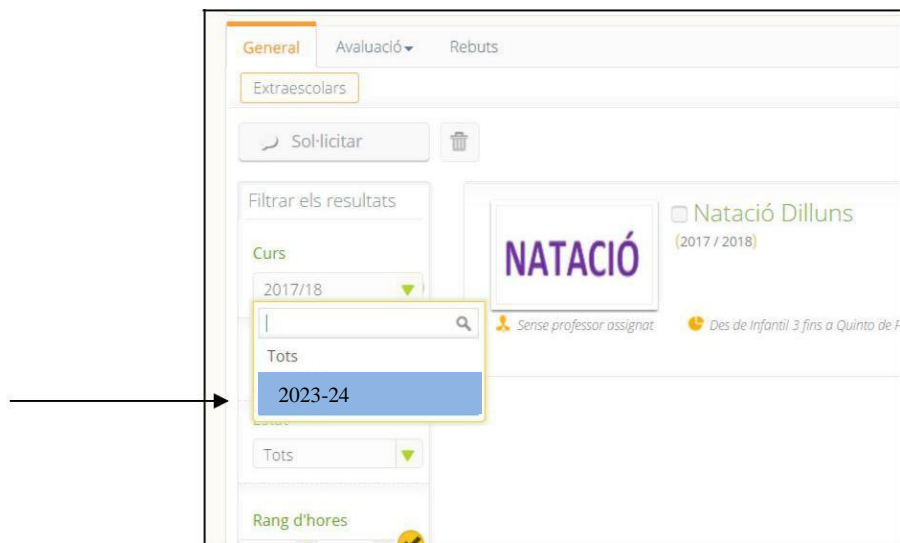 General Avaluació Rebuts
Extraescolars
Sol·licitar
Filtrar els resultats
Curs
2017/18
Tots
2023-24
Tots
Rang d'hores
NATACIÓ
Natació Dilluns
(2017 / 2018)
Sense professor assignat Des de Infantil 3 fins a Quinto de